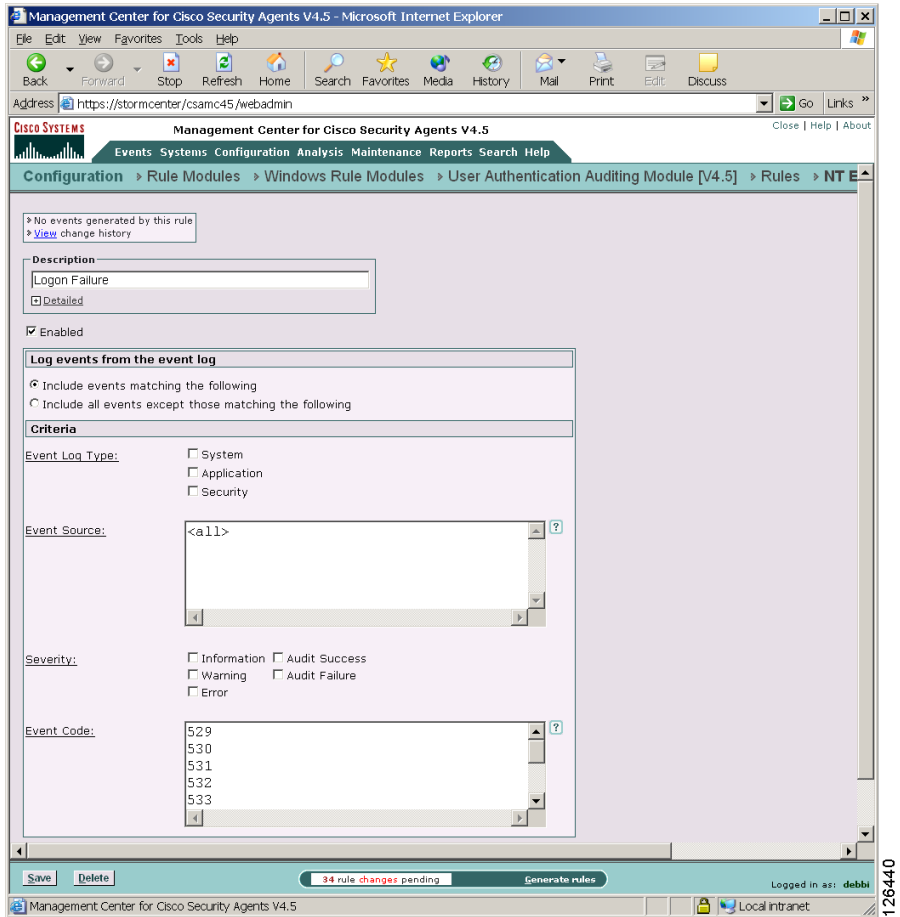 Management Center for Cisco Security Agents V4.5 - Microsoft Internet Explorer
File Edit View Favorites Tools Help
Back Forward Stop Refresh Home Search Favorites Media History Mail Print Edit Discuss
Address https://stormcenter/csamc45/webadmin Go Links »
CISCO SYSTEMS Management Center for Cisco Security Agents V4.5 Close | Help | About
Events Systems Configuration Analysis Maintenance Reports Search Help
Configuration Rule Modules Windows Rule Modules User Authentication Auditing Module [V4.5] Rules NT E
No events generated by this rule
View change history
Description
Logon Failure
Detailed
Enabled
Log events from the event log
Include events matching the following
Include all events except those matching the following
Criteria
Event Log Type: System
Application
Security
Event Source: <all> ?
Severity: Information Audit Success
Warning Audit Failure
Error
Event Code: 529 ?
530
531
532
533
Save Delete 34 rule changes pending Generate rules Logged in as: debbi
Management Center for Cisco Security Agents V4.5 Local intranet
126440